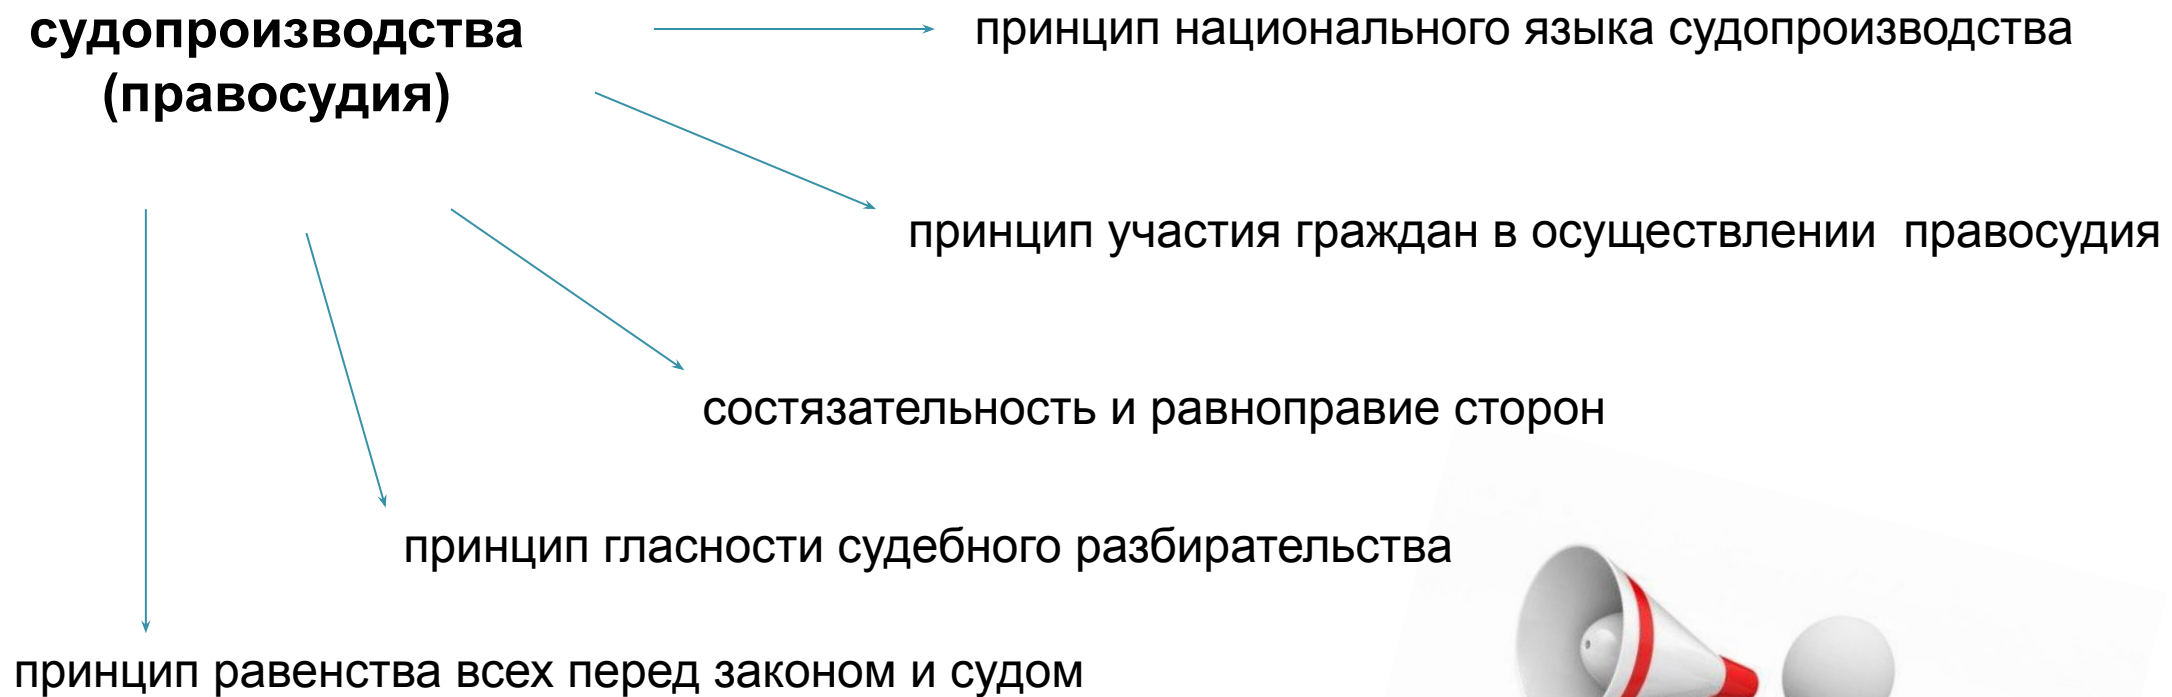 судопроизводства
(правосудия)
принцип национального языка судопроизводства
принцип участия граждан в осуществлении правосудия
состязательность и равноправие сторон
принцип гласности судебного разбирательства
принцип равенства всех перед законом и судом